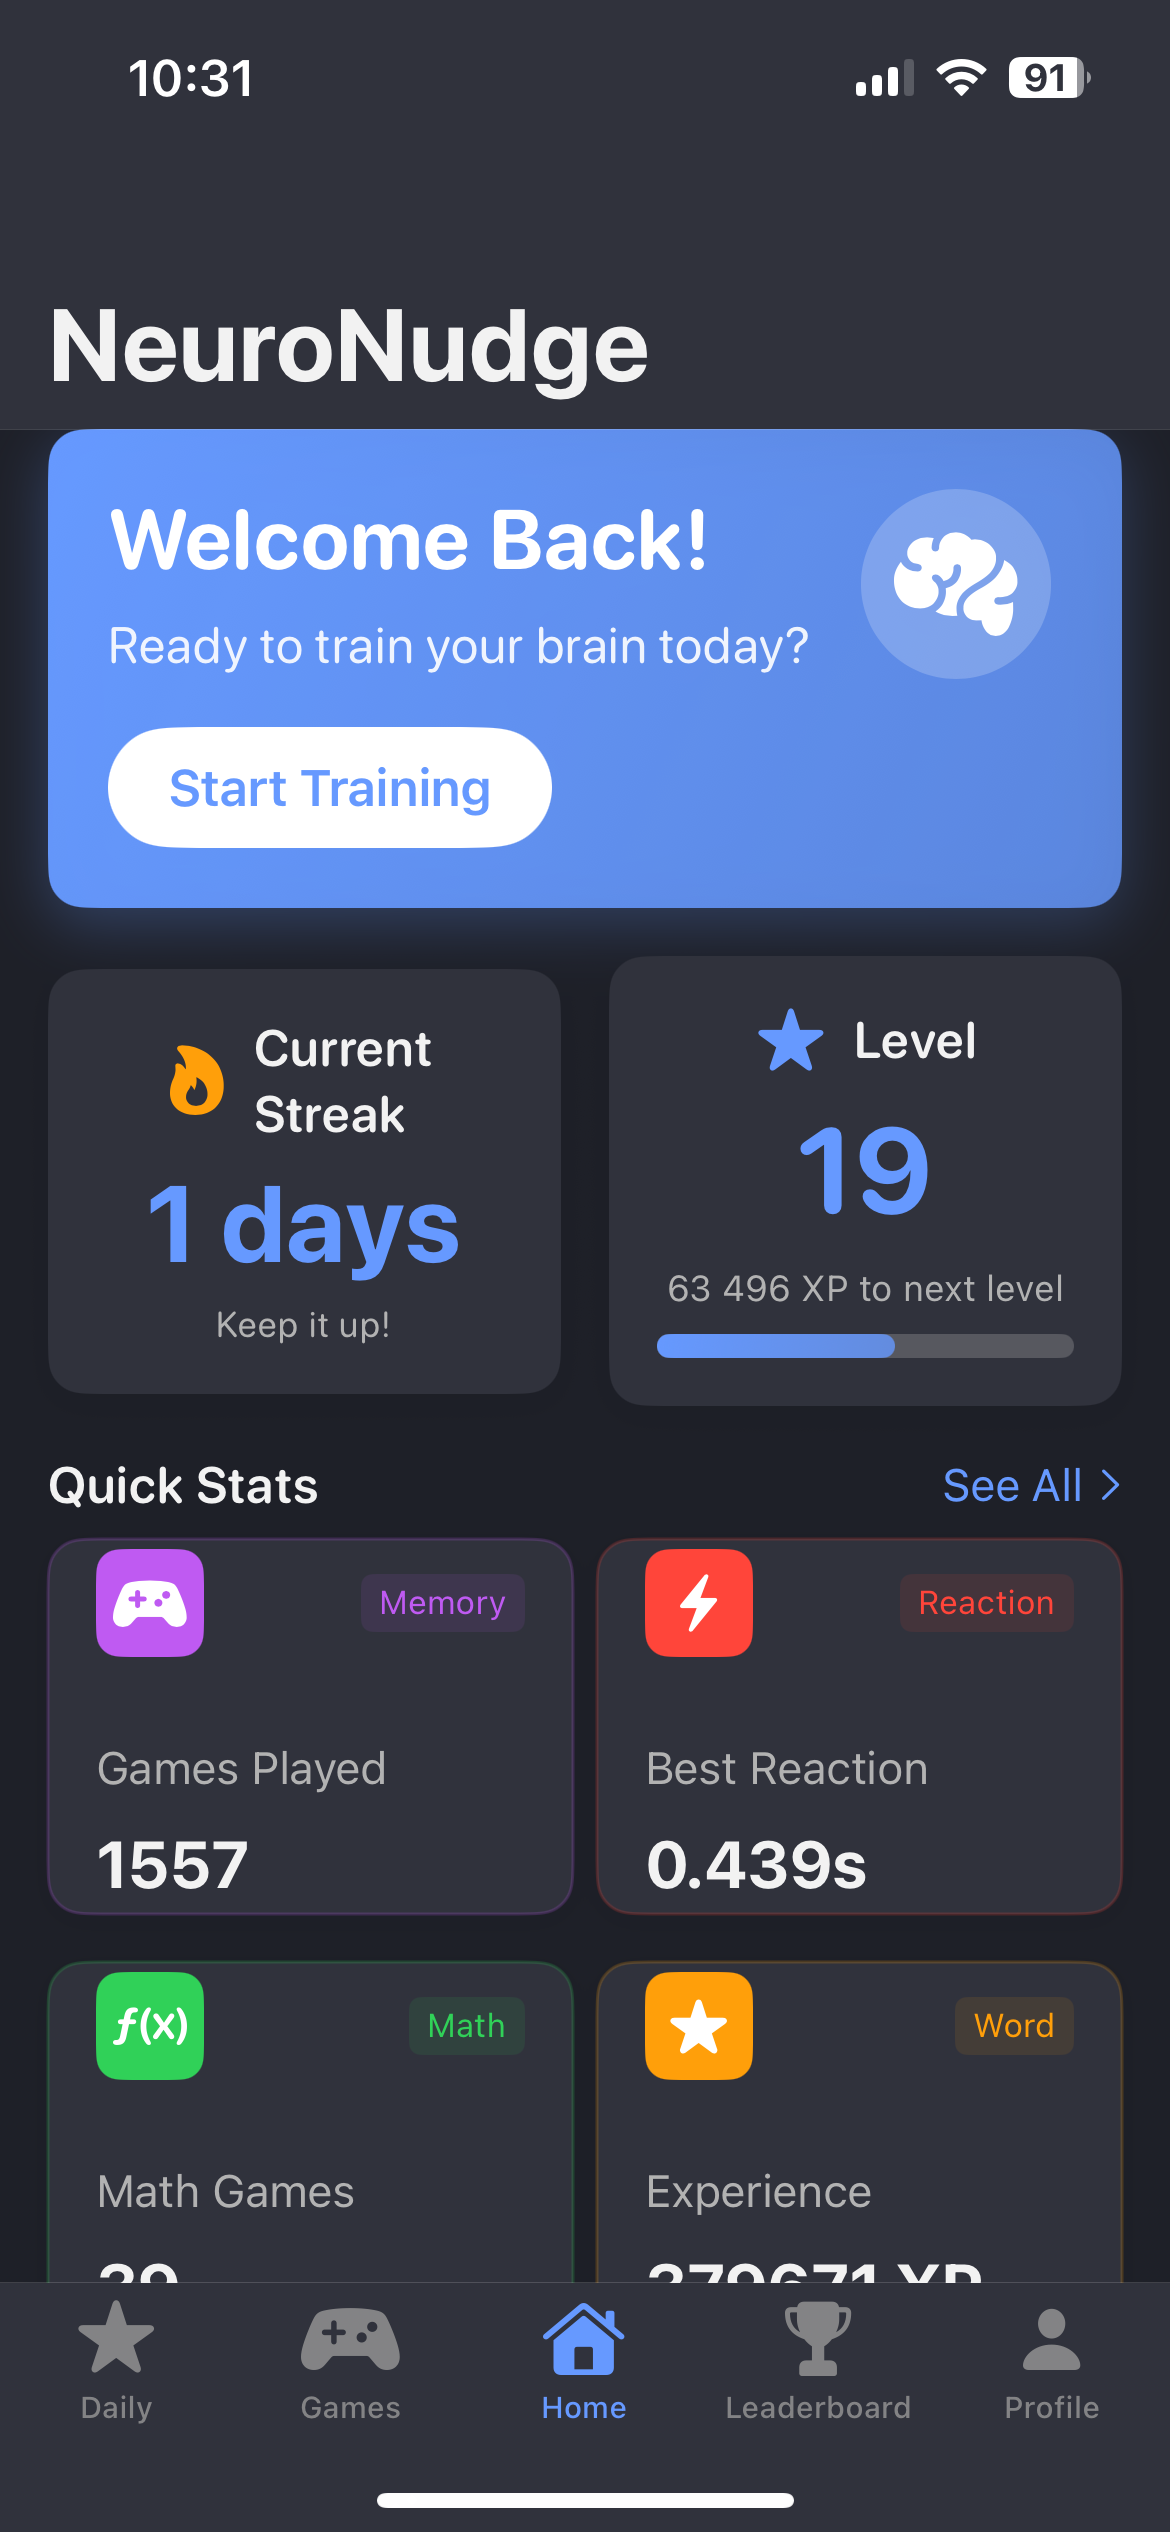 10:31
91
NeuroNudge
Welcome Back!
Ready to train your brain today?
Start Training
Current
Streak
1 days
Keep it up!
Level
19
63 496 XP to next level
Quick Stats
See All
Memory
Games Played
1557
Reaction
Best Reaction
0.439s
f(x)
Math
Math Games
Word
Experience
XP
Daily
Games
Home
Leaderboard
Profile